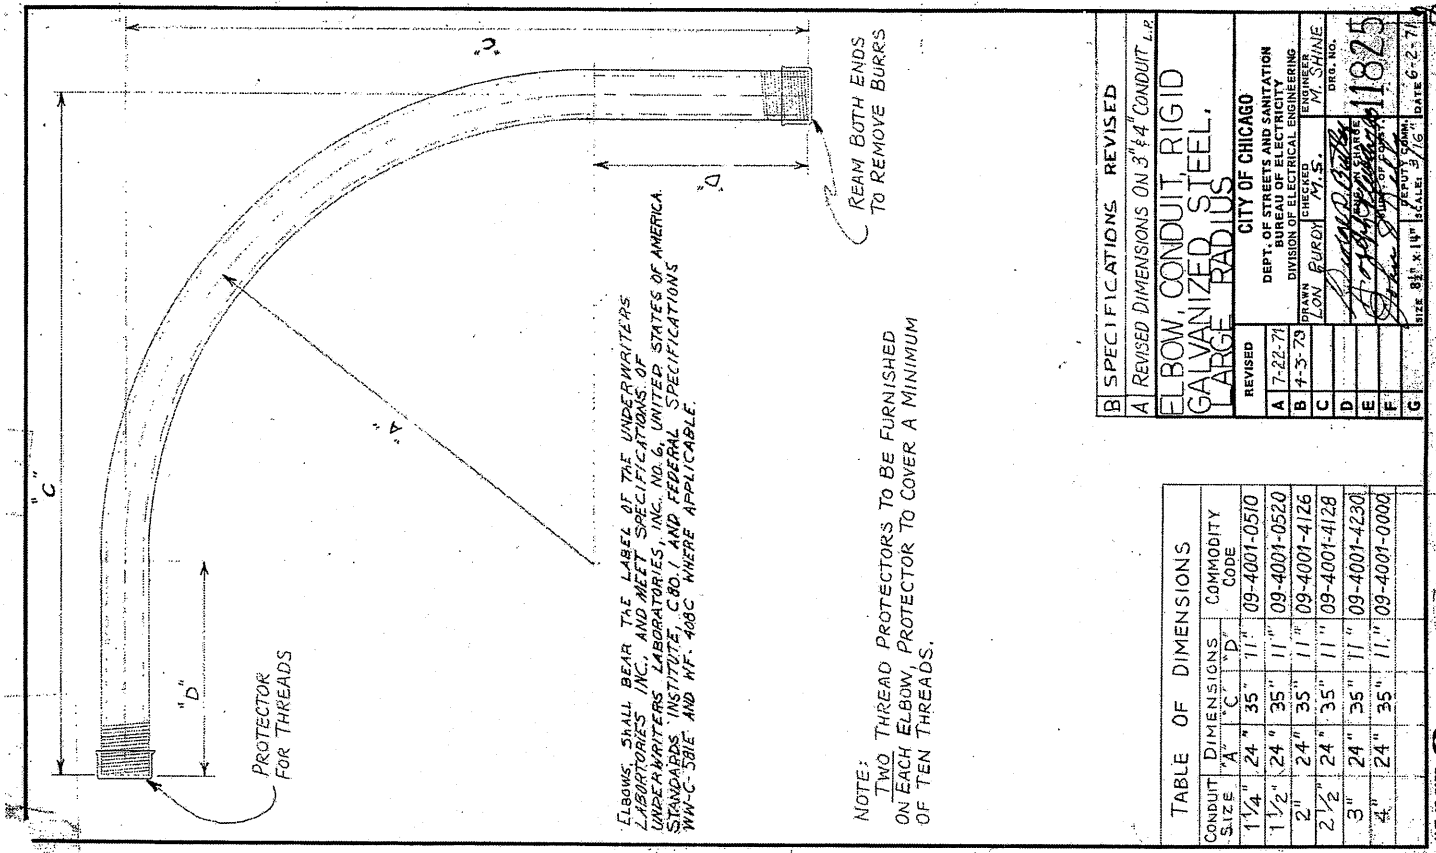 "C"
"C"
"A"
"D"
"D"
PROTECTOR
FOR THREADS
REAM BOTH ENDS
TO REMOVE BURRS
ELBOWS SHALL BEAR THE LABEL OF THE UNDERWRITERS
LABORTORIES INC. AND MEET SPECIFICATIONS OF
UNDERWRITERS LABORATORIES, INC. NO. 6, UNITED STATES OF AMERICA
STANDARDS INSTITUTE, C80.1 AND FEDERAL SPECIFICATIONS
WW-C-581E AND WF. 408C WHERE APPLICABLE.
NOTE:
TWO THREAD PROTECTORS TO BE FURNISHED
ON EACH ELBOW, PROTECTOR TO COVER A MINIMUM
OF TEN THREADS.
TABLE OF DIMENSIONS
CONDUIT SIZE DIMENSIONS "A" "C" "D" COMMODITY CODE
1 1/4" 24" 35" 11" 09-4001-0510
1 1/2" 24" 35" 11" 09-4001-0520
2" 24" 35" 11" 09-4001-4126
2 1/2" 24" 35" 11" 09-4001-4128
3" 24" 35" 11" 09-4001-4230
4" 24" 35" 11." 09-4001-0000
B SPECIFICATIONS REVISED
A REVISED DIMENSIONS ON 3" & 4" CONDUIT L.P.
ELBOW, CONDUIT, RIGID
GALVANIZED STEEL,
LARGE RADIUS
REVISED
A 7-22-71
B 4-3-79
C
D
E
F
G
CITY OF CHICAGO
DEPT. OF STREETS AND SANITATION
BUREAU OF ELECTRICITY
DIVISION OF ELECTRICAL ENGINEERING
DRAWN LON PURDY
CHECKED M.S.
ENGINEER M. SHINE
DRG. NO.
11825
DEPUTY COMM.
SIZE 8½" X 14" SCALE: 3/16" DATE 6-2-71